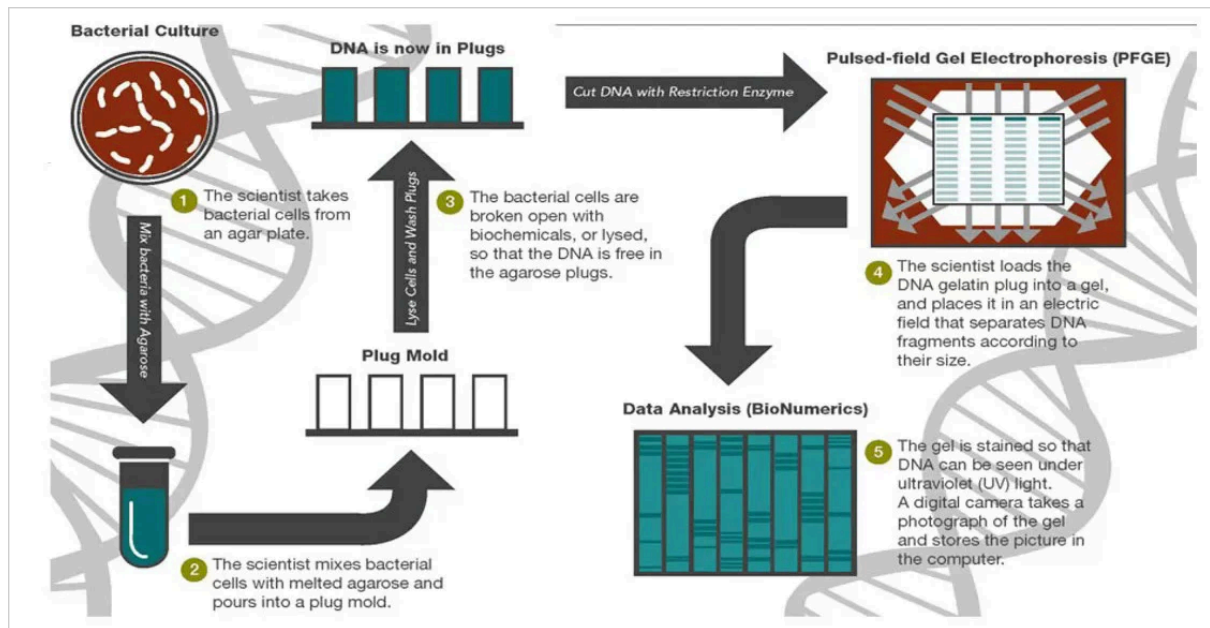 Bacterial Culture
1
The scientist takes
bacterial cells from
an agar plate.
Mix bacteria with Agarose
2
The scientist mixes bacterial
cells with melted agarose and
pours into a plug mold.
Plug Mold
Lyse Cells and Wash Plugs
3
The bacterial cells are
broken open with
biochemicals, or lysed,
so that the DNA is free in
the agarose plugs.
DNA is now in Plugs
Cut DNA with Restriction Enzyme
Pulsed-field Gel Electrophoresis (PFGE)
4
The scientist loads the
DNA gelatin plug into a gel,
and places it in an electric
field that separates DNA
fragments according to
their size.
Data Analysis (BioNumerics)
5
The gel is stained so that
DNA can be seen under
ultraviolet (UV) light.
A digital camera takes a
photograph of the gel
and stores the picture in
the computer.